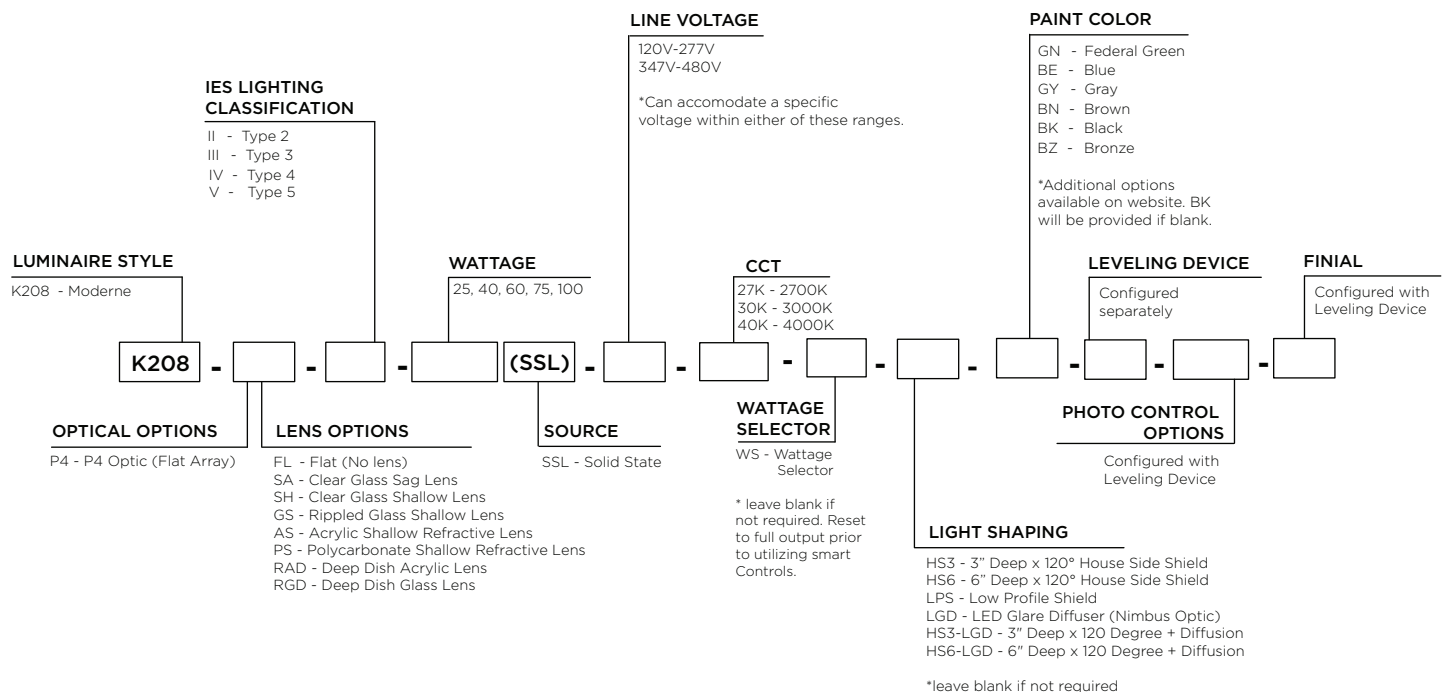 LINE VOLTAGE
120V-277V
347V-480V
*Can accomodate a specific
voltage within either of these ranges.
PAINT COLOR
GN - Federal Green
BE - Blue
GY - Gray
BN - Brown
BK - Black
BZ - Bronze
*Additional options
available on website. BK
will be provided if blank.
IES LIGHTING
CLASSIFICATION
II - Type 2
III - Type 3
IV - Type 4
V - Type 5
LUMINAIRE STYLE
K208 - Moderne
WATTAGE
25, 40, 60, 75, 100
CCT
27K - 2700K
30K - 3000K
40K - 4000K
LEVELING DEVICE
Configured
separately
FINIAL
Configured with
Leveling Device
K208 - - - (SSL) - - - - - - - -
OPTICAL OPTIONS
P4 - P4 Optic (Flat Array)
LENS OPTIONS
FL - Flat (No lens)
SA - Clear Glass Sag Lens
SH - Clear Glass Shallow Lens
GS - Rippled Glass Shallow Lens
AS - Acrylic Shallow Refractive Lens
PS - Polycarbonate Shallow Refractive Lens
RAD - Deep Dish Acrylic Lens
RGD - Deep Dish Glass Lens
SOURCE
SSL - Solid State
WATTAGE
SELECTOR
WS - Wattage
Selector
* leave blank if
not required. Reset
to full output prior
to utilizing smart
Controls.
PHOTO CONTROL
OPTIONS
Configured with
Leveling Device
LIGHT SHAPING
HS3 - 3” Deep x 120° House Side Shield
HS6 - 6” Deep x 120° House Side Shield
LPS - Low Profile Shield
LGD - LED Glare Diffuser (Nimbus Optic)
HS3-LGD - 3" Deep x 120 Degree + Diffusion
HS6-LGD - 6" Deep x 120 Degree + Diffusion
*leave blank if not required